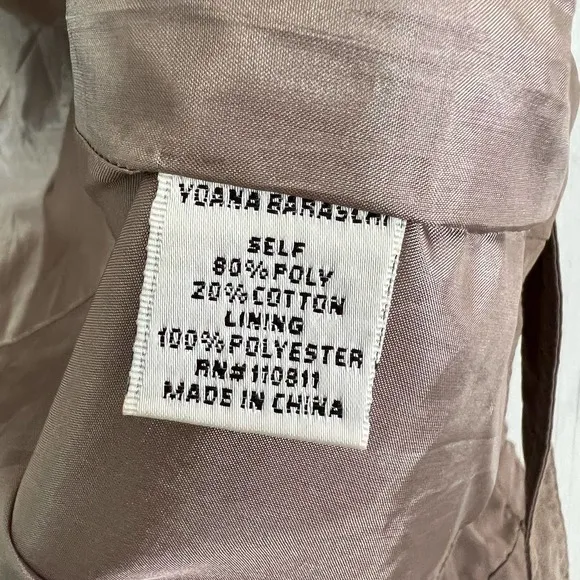 YOANA BARASCHI
SELF
80% POLY
20% COTTON
LINING
100% POLYESTER
RN# 110811
MADE IN CHINA